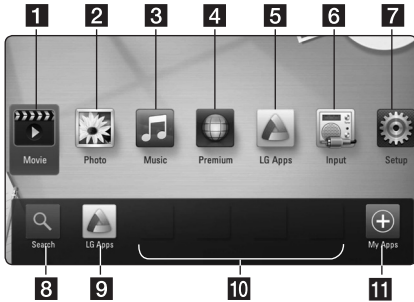 1 2 3 4 5 6 7
Movie Photo Music Premium LG Apps Input Setup
Search LG Apps My Apps
8 9 10 11